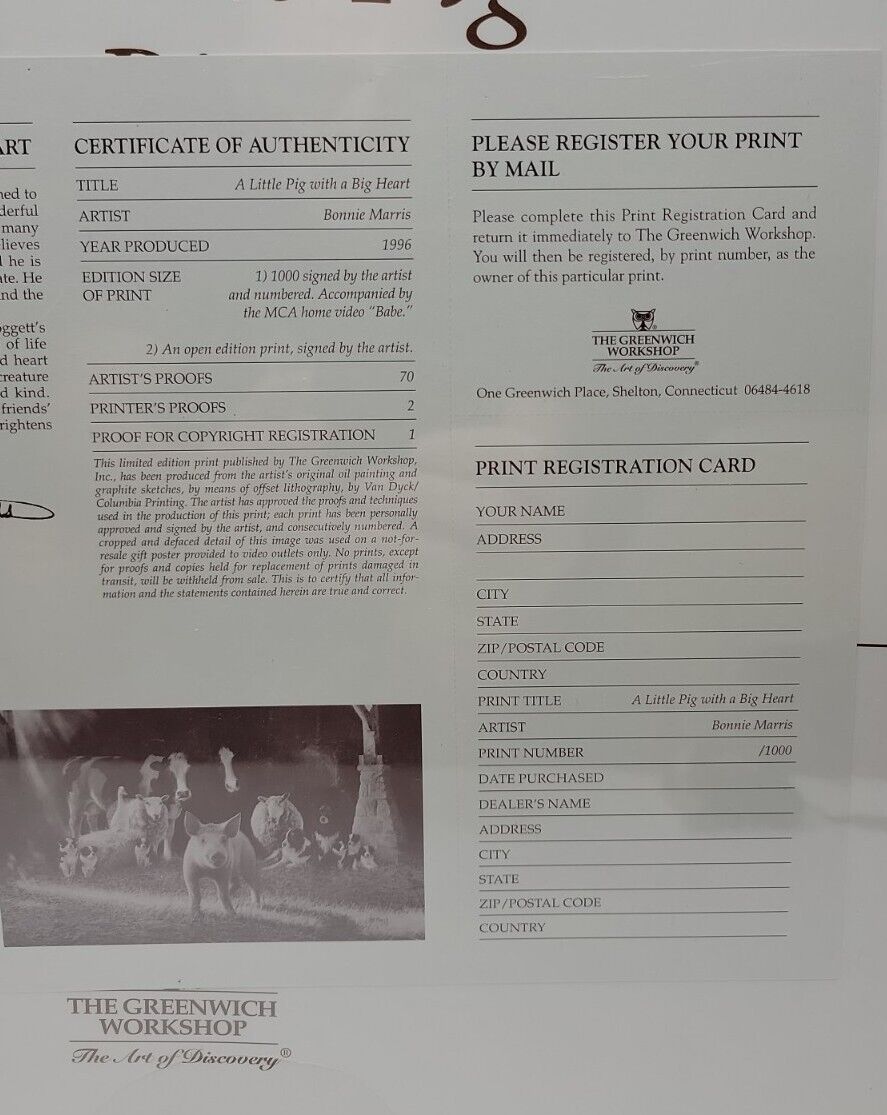 ART
ned to
derful
many
lieves
he is
ate. He
nd the
oggett's
of life
d heart
creature
d kind.
friends'
rightens
CERTIFICATE OF AUTHENTICITY
TITLE A Little Pig with a Big Heart
ARTIST Bonnie Marris
YEAR PRODUCED 1996
EDITION SIZE 1) 1000 signed by the artist
OF PRINT and numbered. Accompanied by
the MCA home video "Babe."
2) An open edition print, signed by the artist.
ARTIST'S PROOFS 70
PRINTER'S PROOFS 2
PROOF FOR COPYRIGHT REGISTRATION 1
This limited edition print published by The Greenwich Workshop,
Inc., has been produced from the artist's original oil painting and
graphite sketches, by means of offset lithography, by Van Dyck/
Columbia Printing. The artist has approved the proofs and techniques
used in the production of this print; each print has been personally
approved and signed by the artist, and consecutively numbered. A
cropped and defaced detail of this image was used on a not-for-
resale gift poster provided to video outlets only. No prints, except
for proofs and copies held for replacement of prints damaged in
transit, will be withheld from sale. This is to certify that all infor-
mation and the statements contained herein are true and correct.
PLEASE REGISTER YOUR PRINT
BY MAIL
Please complete this Print Registration Card and
return it immediately to The Greenwich Workshop.
You will then be registered, by print number, as the
owner of this particular print.
THE GREENWICH
WORKSHOP
The Art of Discovery®
One Greenwich Place, Shelton, Connecticut 06484-4618
PRINT REGISTRATION CARD
YOUR NAME
ADDRESS
CITY
STATE
ZIP/POSTAL CODE
COUNTRY
PRINT TITLE A Little Pig with a Big Heart
ARTIST Bonnie Marris
PRINT NUMBER /1000
DATE PURCHASED
DEALER'S NAME
ADDRESS
CITY
STATE
ZIP/POSTAL CODE
COUNTRY
THE GREENWICH
WORKSHOP
The Art of Discovery®